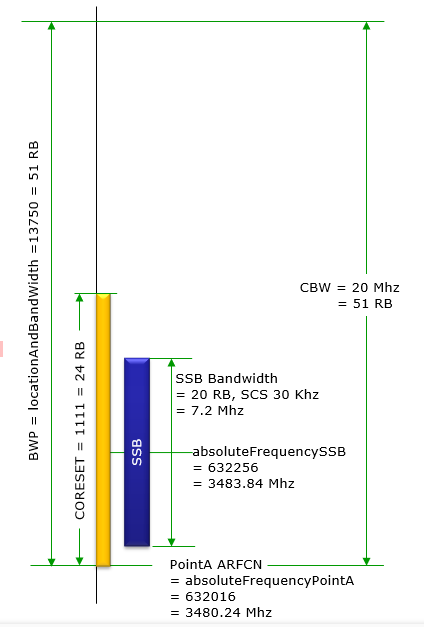 BWP = locationAndBandWidth =13750 = 51 RB
CORESET = 1111 = 24 RB
SSB
CBW = 20 Mhz
= 51 RB
SSB Bandwidth
= 20 RB, SCS 30 Khz
= 7.2 Mhz
absoluteFrequencySSB
= 632256
= 3483.84 Mhz
PointA ARFCN
= absoluteFrequencyPointA
= 632016
= 3480.24 Mhz